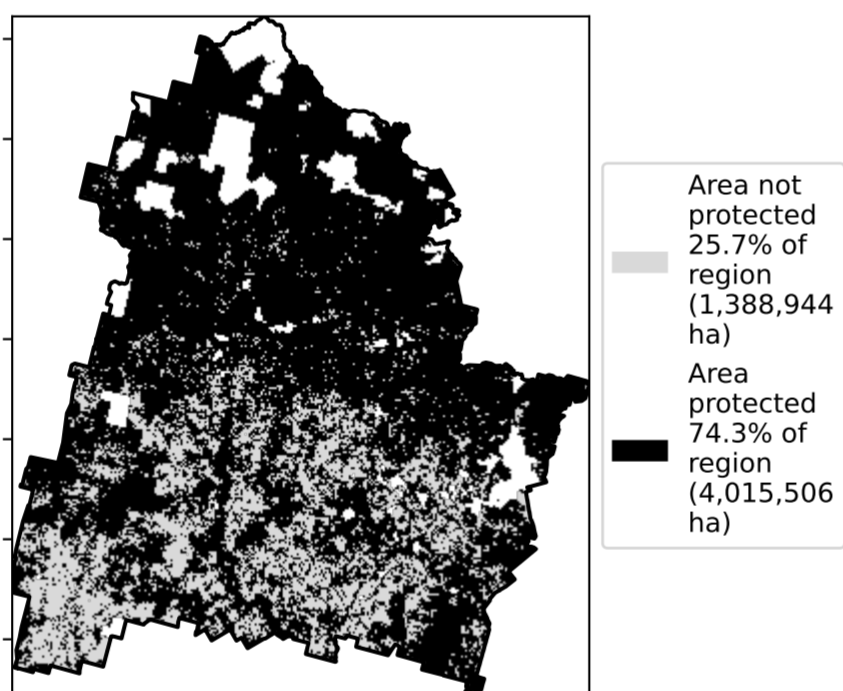 Area not
protected
25.7% of
region
(1,388,944
ha)
Area
protected
74.3% of
region
(4,015,506
ha)